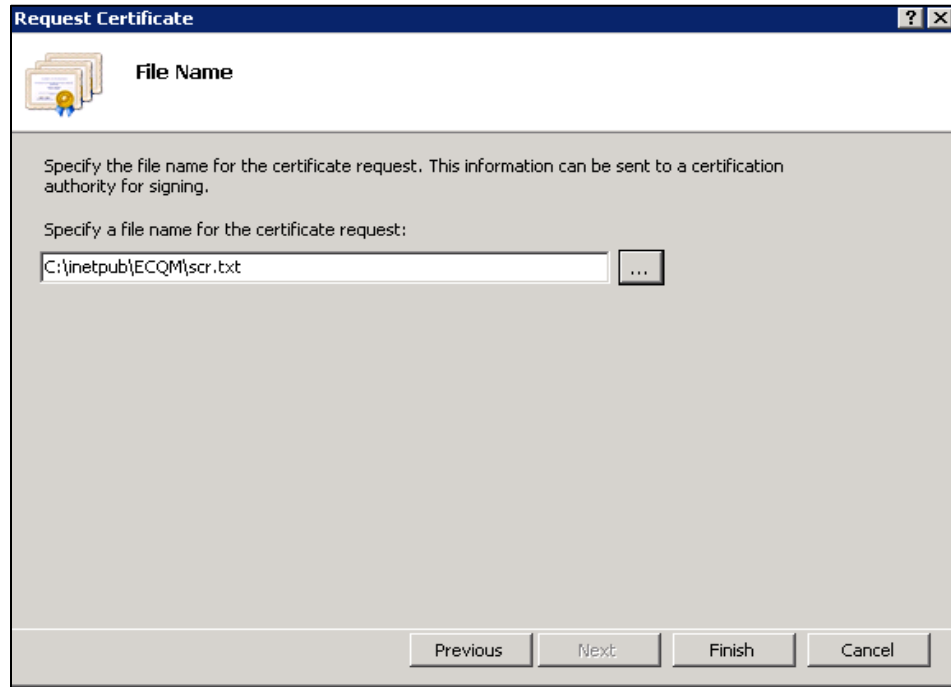 Request Certificate
File Name
Specify the file name for the certificate request. This information can be sent to a certification
authority for signing.
Specify a file name for the certificate request:
C:\inetpub\ECQM\scr.txt
...
Previous
Next
Finish
Cancel